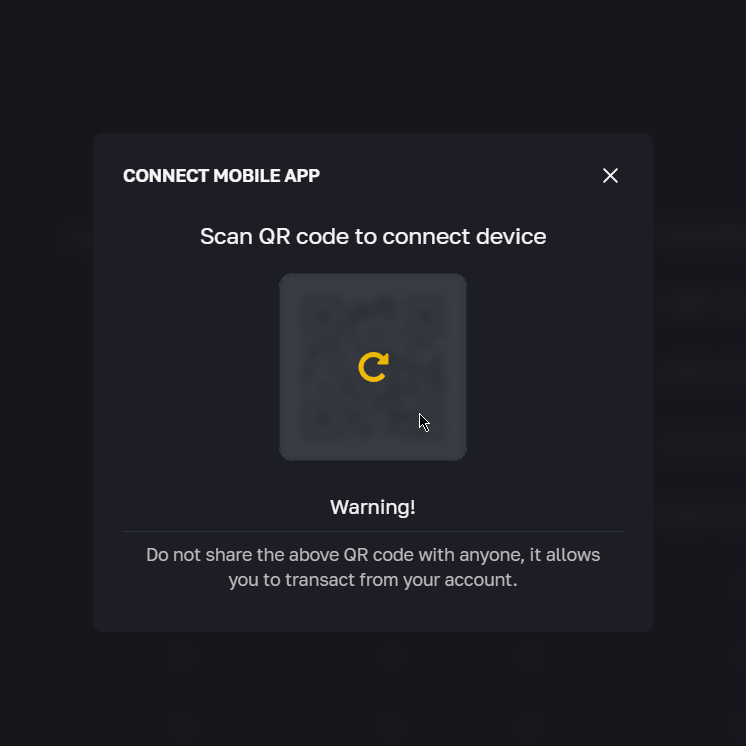 CONNECT MOBILE APP
Scan QR code to connect device
Warning!
Do not share the above QR code with anyone, it allows
you to transact from your account.